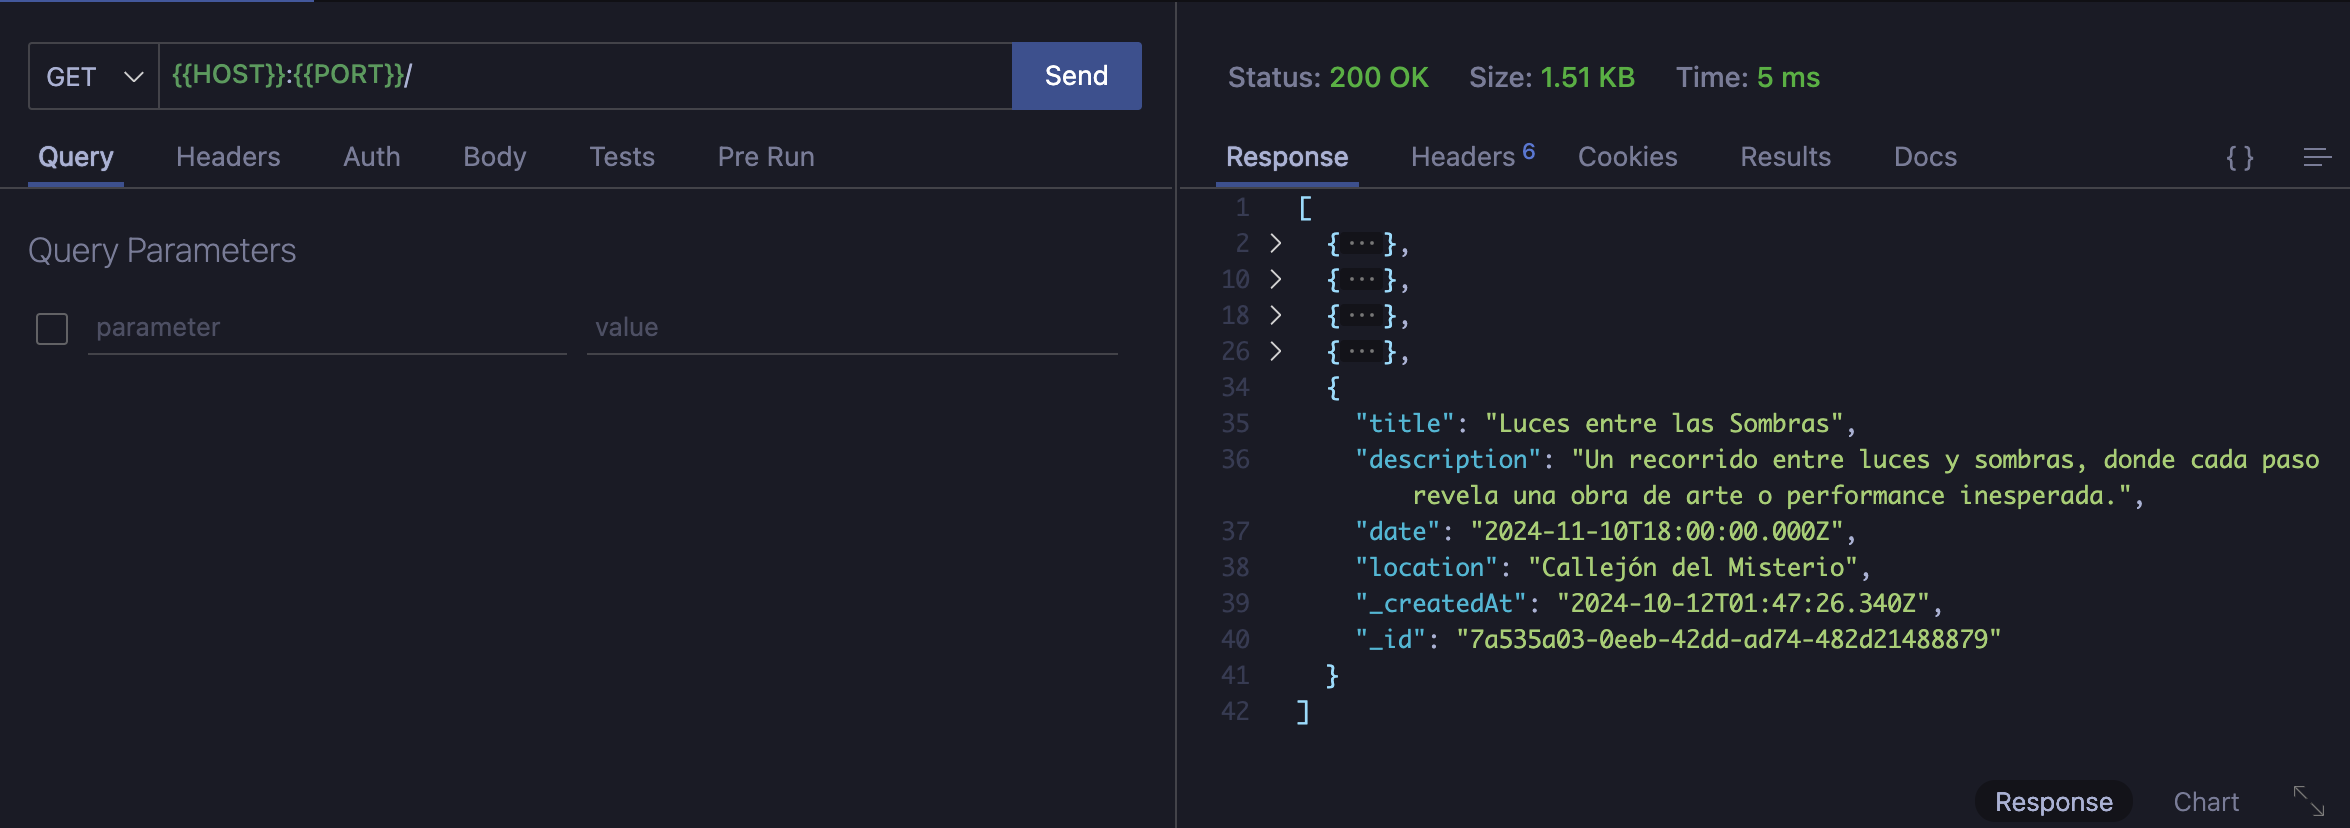 GET {{HOST}}:{{PORT}}/ Send
Query Headers Auth Body Tests Pre Run
Query Parameters
parameter value
Status: 200 OK Size: 1.51 KB Time: 5 ms
Response Headers 6 Cookies Results Docs {}
1 [
2 {···},
10 {···},
18 {···},
26 {···},
34 {
35 "title": "Luces entre las Sombras",
36 "description": "Un recorrido entre luces y sombras, donde cada paso
revela una obra de arte o performance inesperada.",
37 "date": "2024-11-10T18:00:00.000Z",
38 "location": "Callejón del Misterio",
39 "_createdAt": "2024-10-12T01:47:26.340Z",
40 "_id": "7a535a03-0eeb-42dd-ad74-482d21488879"
41 }
42 ]
Response Chart